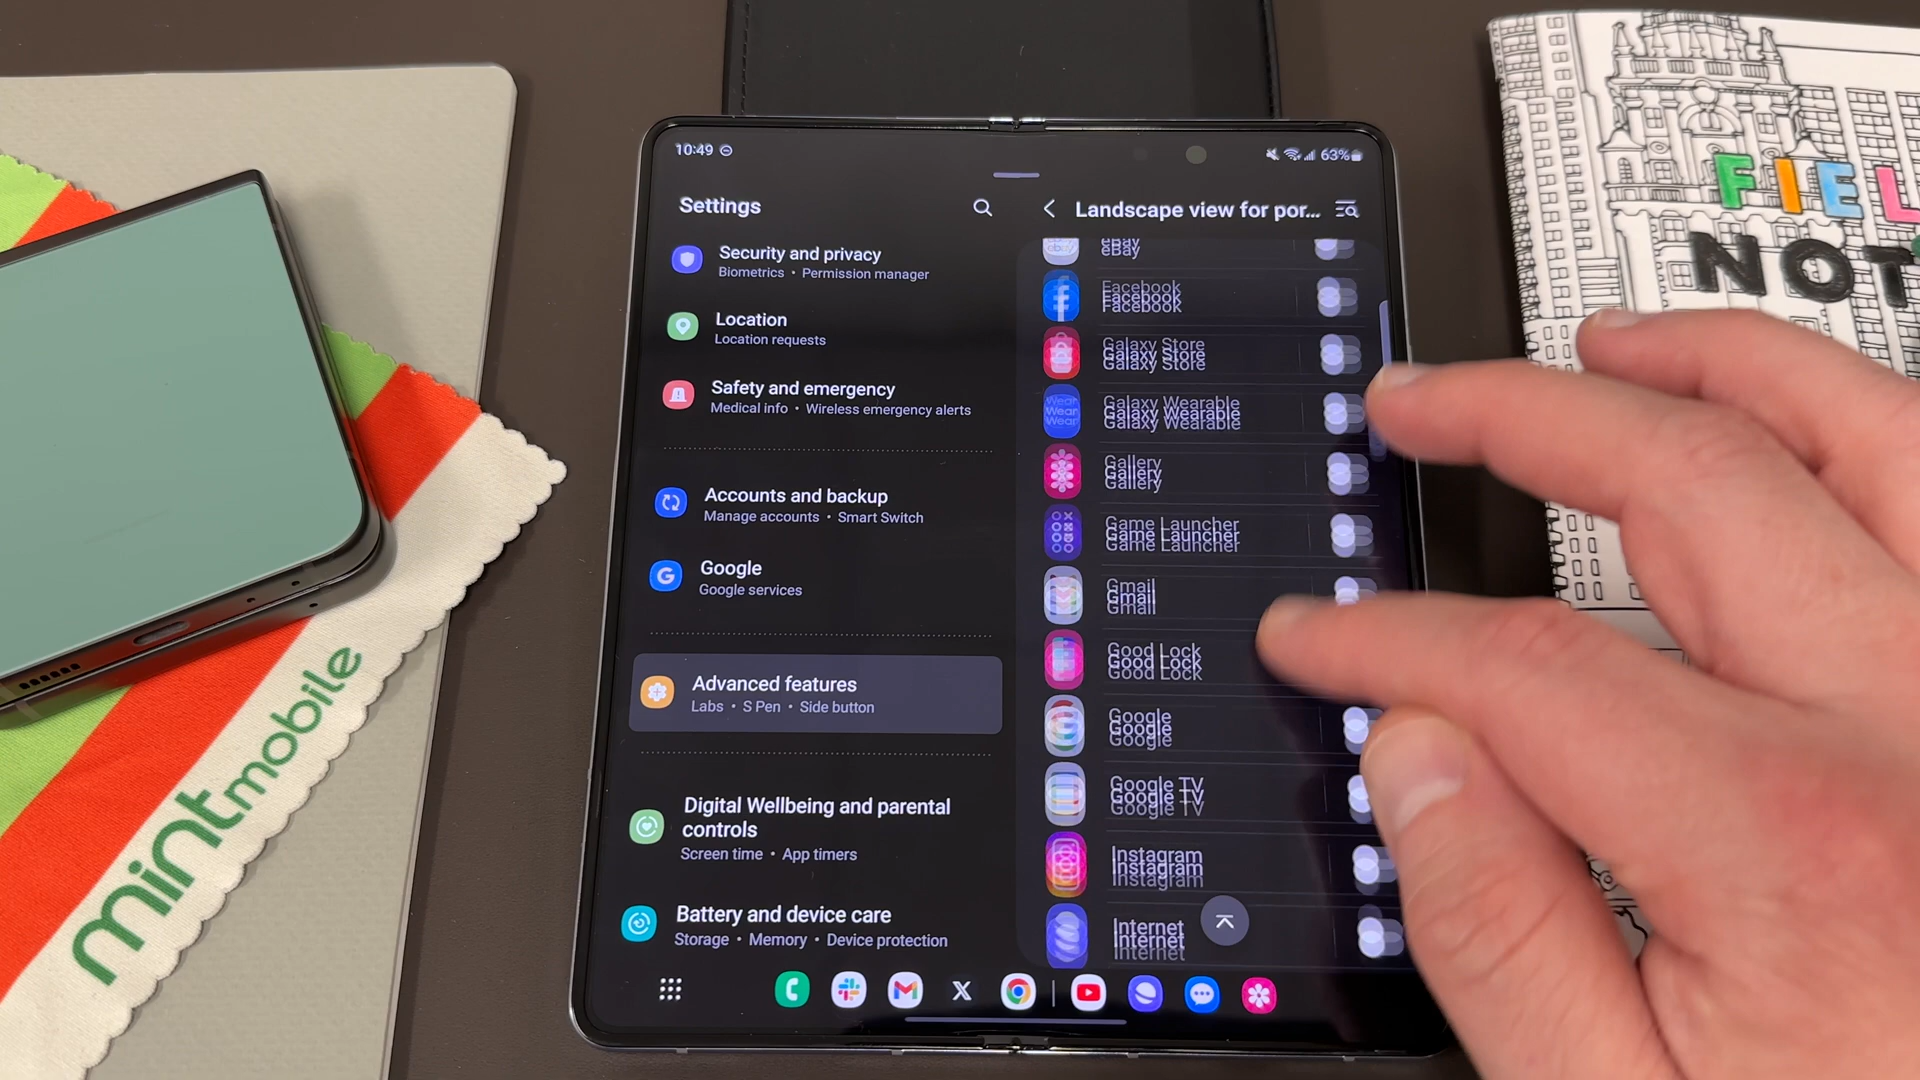 10:49
63%
Settings
Security and privacy
Biometrics • Permission manager
Location
Location requests
Safety and emergency
Medical info • Wireless emergency alerts
Accounts and backup
Manage accounts • Smart Switch
Google
Google services
Advanced features
Labs • S Pen • Side button
Digital Wellbeing and parental
controls
Screen time • App timers
Battery and device care
Storage • Memory • Device protection
Landscape view for por...
eBay
Facebook
Galaxy Store
Galaxy Wearable
Gallery
Game Launcher
Gmail
Good Lock
Google
Google TV
Instagram
Internet
mintmobile
FIEL
NOT